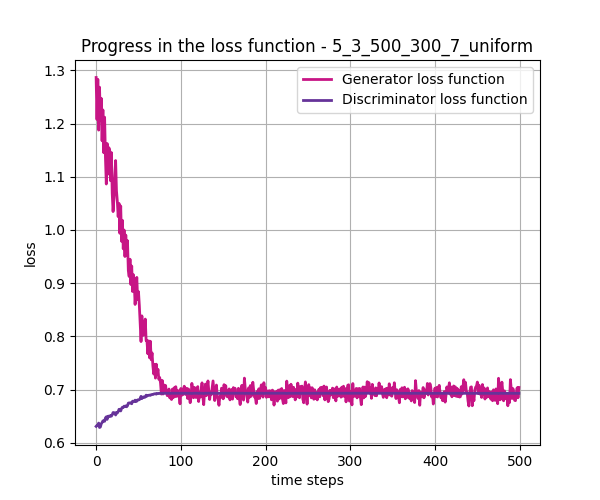 Progress in the loss function - 5_3_500_300_7_uniform
Generator loss function
Discriminator loss function
1.3
1.2
1.1
1.0
0.9
0.8
0.7
0.6
loss
0 100 200 300 400 500
time steps